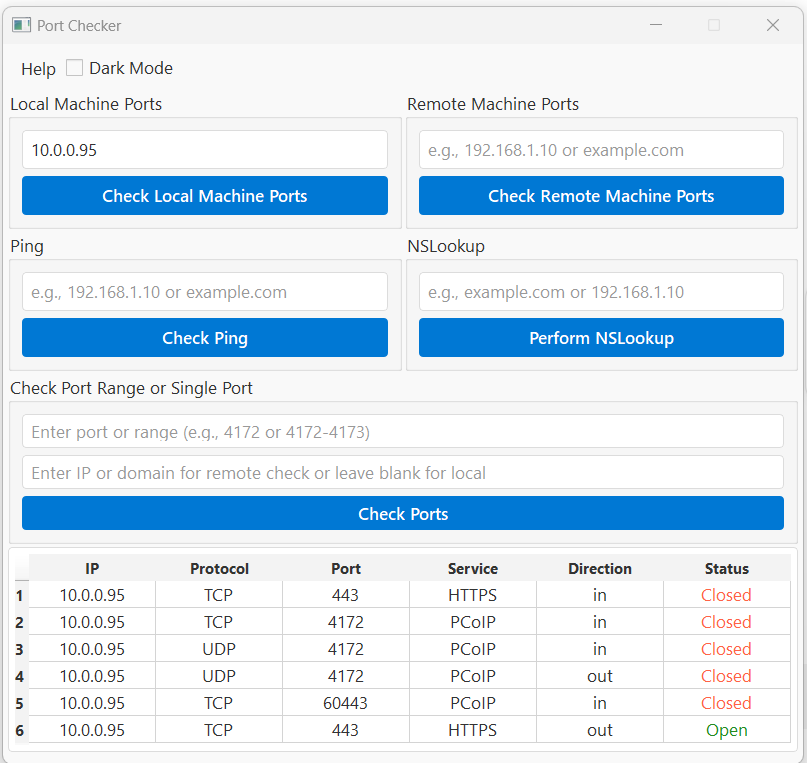 Port Checker
Help Dark Mode
Local Machine Ports Remote Machine Ports
10.0.0.95 e.g., 192.168.1.10 or example.com
Check Local Machine Ports Check Remote Machine Ports
Ping NSLookup
e.g., 192.168.1.10 or example.com e.g., example.com or 192.168.1.10
Check Ping Perform NSLookup
Check Port Range or Single Port
Enter port or range (e.g., 4172 or 4172-4173)
Enter IP or domain for remote check or leave blank for local
Check Ports
IP Protocol Port Service Direction Status
1 10.0.0.95 TCP 443 HTTPS in Closed
2 10.0.0.95 TCP 4172 PCoIP in Closed
3 10.0.0.95 UDP 4172 PCoIP in Closed
4 10.0.0.95 UDP 4172 PCoIP out Closed
5 10.0.0.95 TCP 60443 PCoIP in Closed
6 10.0.0.95 TCP 443 HTTPS out Open